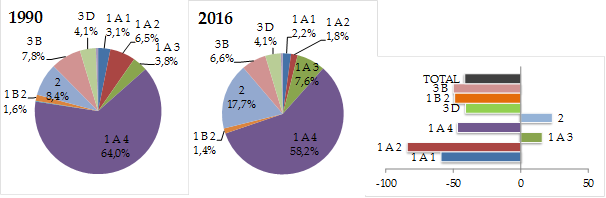 1990
3 D
4,1%
1 A 1
3,1%
1 A 2
6,5%
1 A 3
3,8%
3 B
7,8%
2
8,4%
1 B 2
1,6%
1 A 4
64,0%
2016
3 D
4,1%
1 A 1
2,2%
1 A 2
1,8%
3 B
6,6%
1 A 3
7,6%
2
17,7%
1 B 2
1,4%
1 A 4
58,2%
TOTAL
3 B
1 B 2
3 D
2
1 A 4
1 A 3
1 A 2
1 A 1
-100
-50
0
50